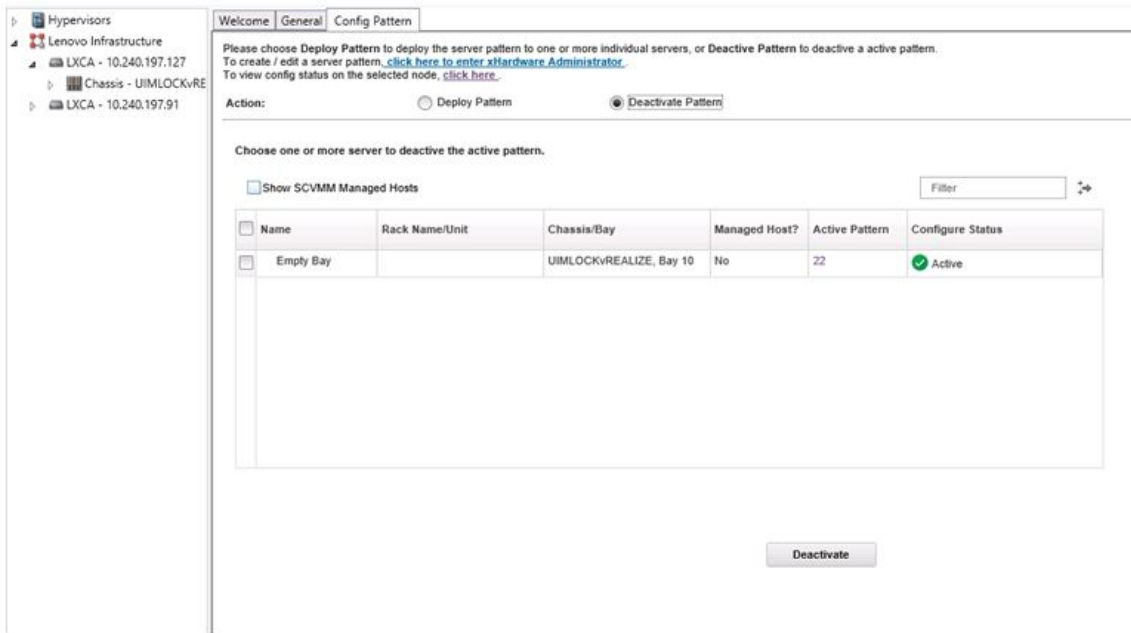 Hypervisors
Lenovo Infrastructure
LXCA - 10.240.197.127
Chassis - UIMLOCKvRE
LXCA - 10.240.197.91
Welcome General Config Pattern
Please choose Deploy Pattern to deploy the server pattern to one or more individual servers, or Deactive Pattern to deactive a active pattern.
To create / edit a server pattern, click here to enter xHardware Administrator .
To view config status on the selected node, click here .
Action: Deploy Pattern Deactivate Pattern
Choose one or more server to deactive the active pattern.
Show SCVMM Managed Hosts Filter
Name Rack Name/Unit Chassis/Bay Managed Host? Active Pattern Configure Status
Empty Bay UIMLOCKvREALIZE, Bay 10 No 22 Active
Deactivate